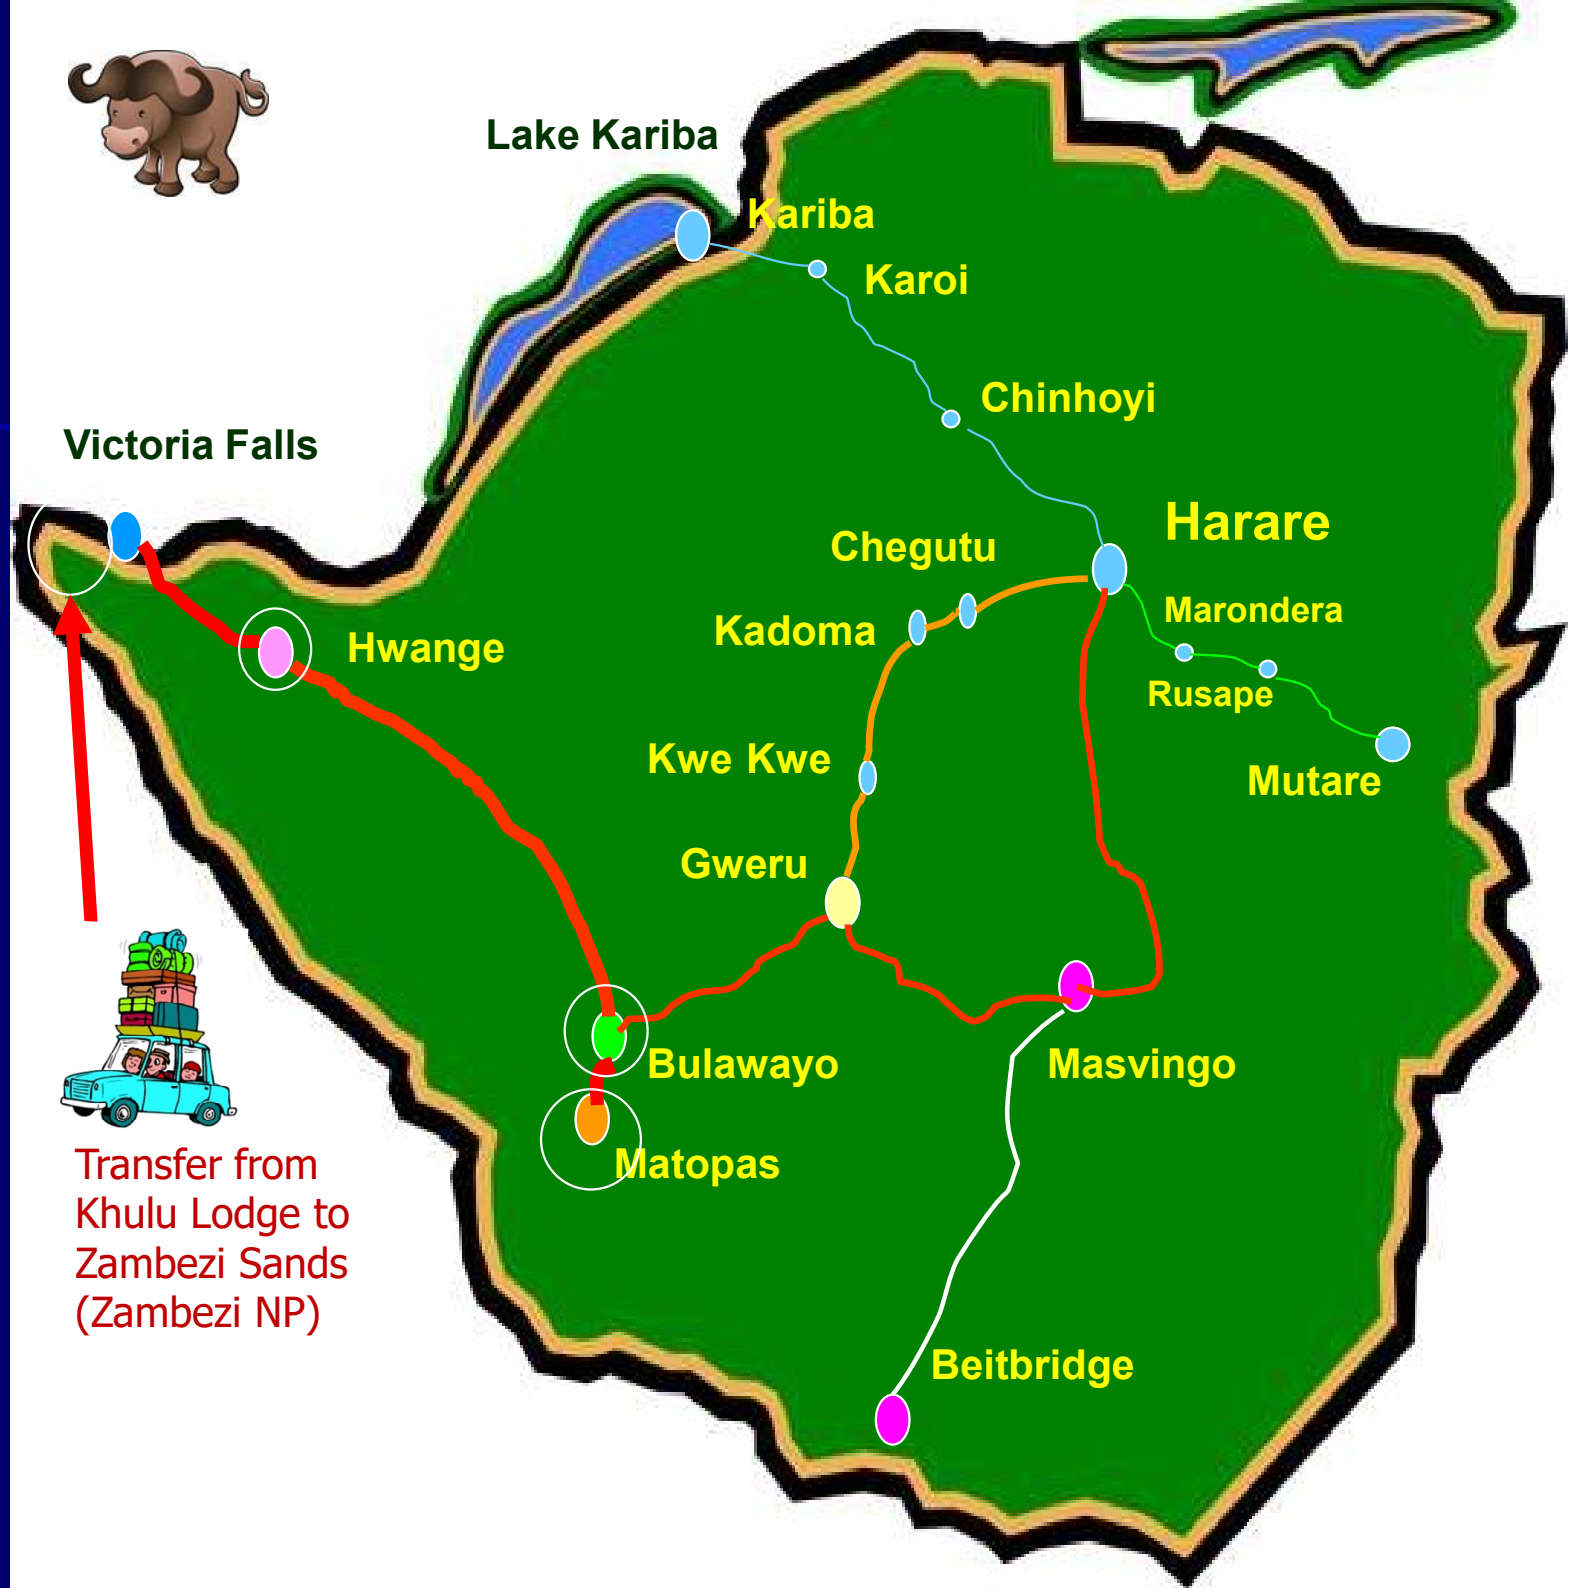 Lake Kariba
Kariba
Karoi
Chinhoyi
Victoria Falls
Harare
Chegutu
Marondera
Kadoma
Hwange
Rusape
Kwe Kwe
Mutare
Gweru
Bulawayo
Masvingo
Matopas
Transfer from
Khulu Lodge to
Zambezi Sands
(Zambezi NP)
Beitbridge